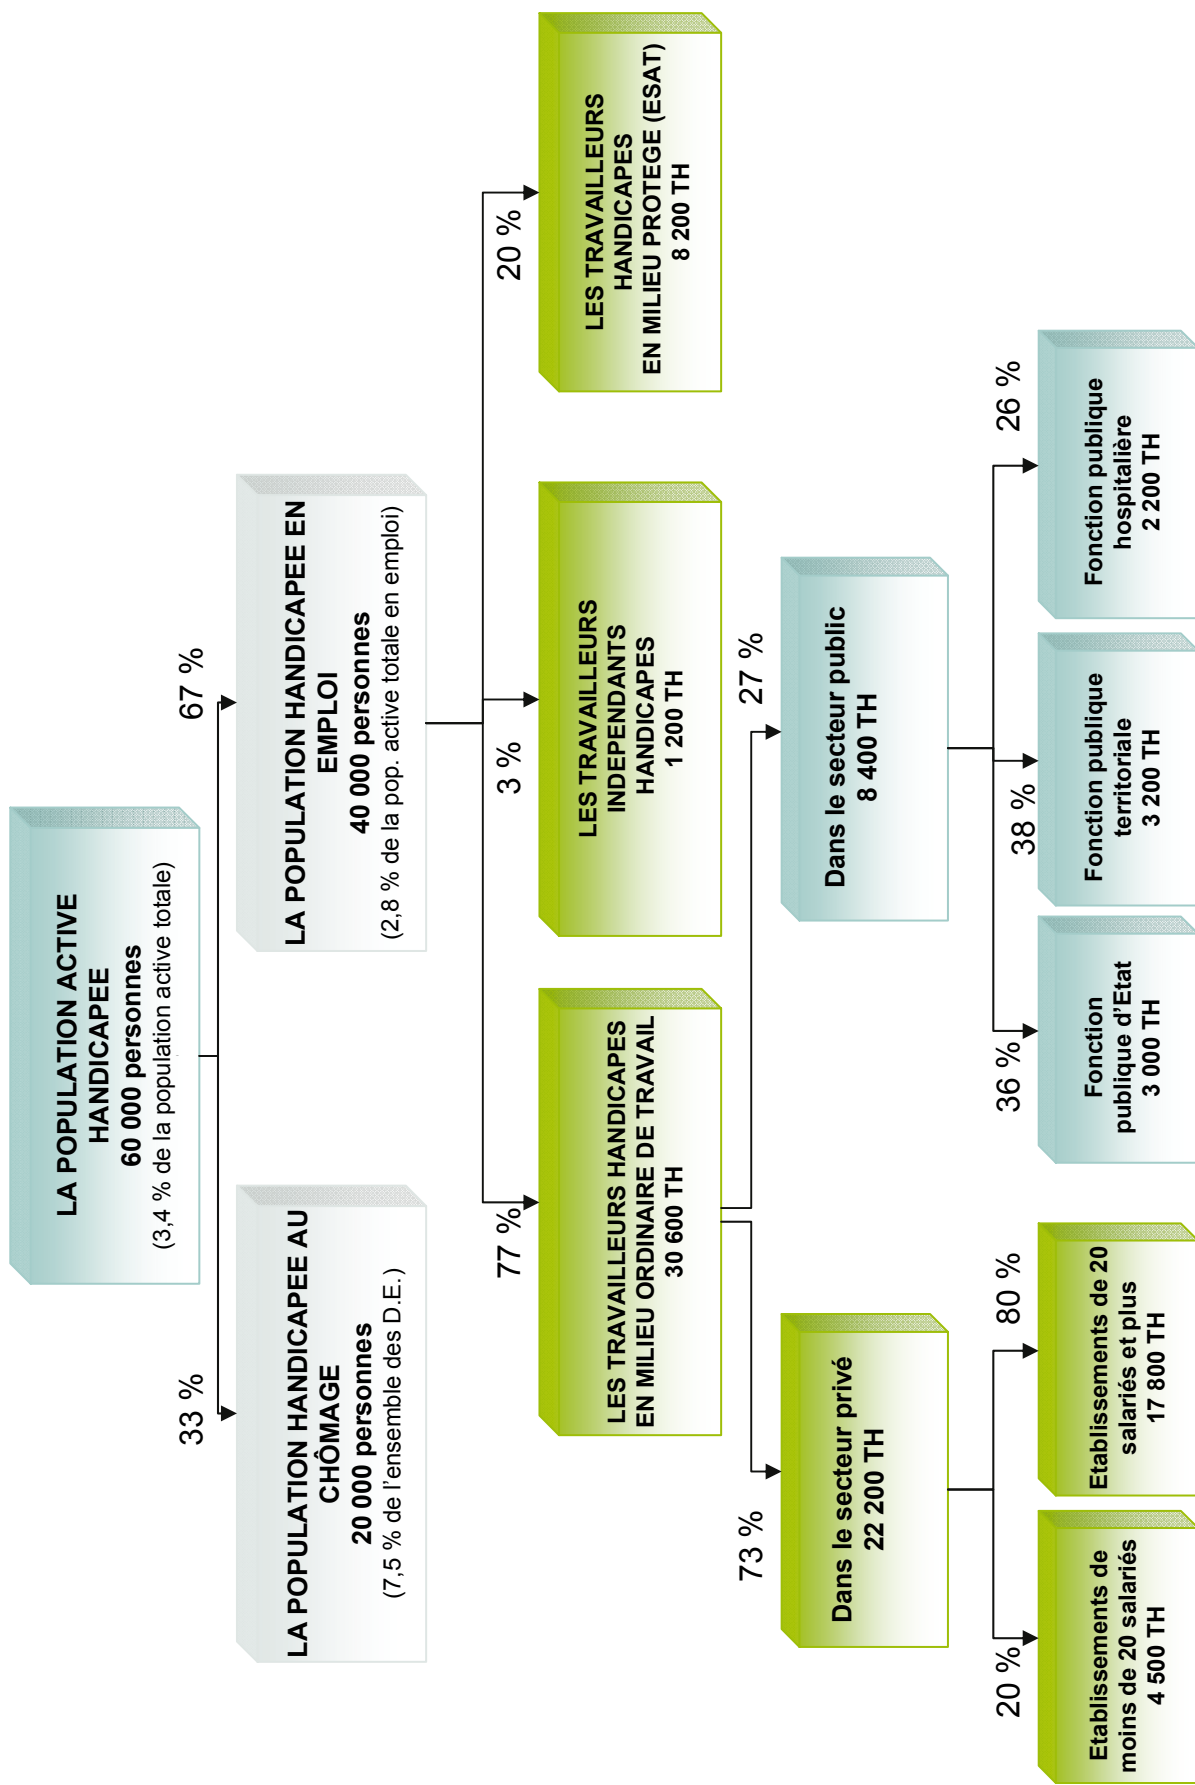 LA POPULATION ACTIVE
HANDICAPEE
60 000 personnes
(3,4 % de la population active totale)
33 %
67 %
LA POPULATION HANDICAPEE AU
CHÔMAGE
20 000 personnes
(7,5 % de l'ensemble des D.E.)
LA POPULATION HANDICAPEE EN
EMPLOI
40 000 personnes
(2,8 % de la pop. active totale en emploi)
77 %
3 %
20 %
LES TRAVAILLEURS HANDICAPES
EN MILIEU ORDINAIRE DE TRAVAIL
30 600 TH
LES TRAVAILLEURS
INDEPENDANTS
HANDICAPES
1 200 TH
LES TRAVAILLEURS
HANDICAPES
EN MILIEU PROTEGE (ESAT)
8 200 TH
73 %
27 %
Dans le secteur privé
22 200 TH
Dans le secteur public
8 400 TH
20 %
80 %
36 %
38 %
26 %
Etablissements de
moins de 20 salariés
4 500 TH
Etablissements de 20
salariés et plus
17 800 TH
Fonction
publique d'Etat
3 000 TH
Fonction publique
territoriale
3 200 TH
Fonction publique
hospitalière
2 200 TH